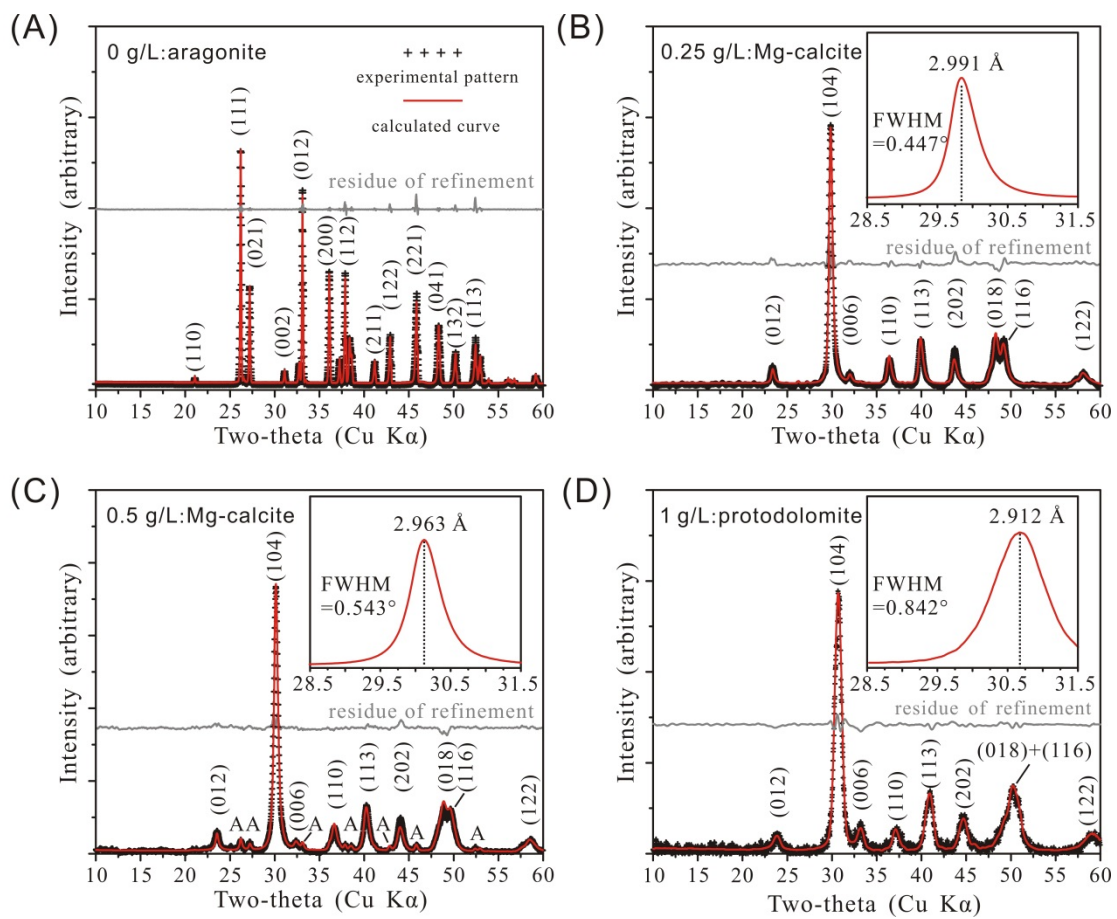 (A)
0 g/L:aragonite
+ + + +
experimental pattern
calculated curve
residue of refinement
(110)
(111)
(021)
(002)
(012)
(200)
(112)
(211)
(122)
(221)
(041)
(132)
(113)
Intensity (arbitrary)
10 15 20 25 30 35 40 45 50 55 60
Two-theta (Cu Kα)
(B)
0.25 g/L:Mg-calcite
2.991 Å
FWHM
=0.447°
28.5 29.5 30.5 31.5
residue of refinement
(012)
(104)
(006)
(110)
(113)
(202)
(018)
(116)
(122)
Intensity (arbitrary)
10 15 20 25 30 35 40 45 50 55 60
Two-theta (Cu Kα)
(C)
0.5 g/L:Mg-calcite
2.963 Å
FWHM
=0.543°
28.5 29.5 30.5 31.5
residue of refinement
(012)
A A
(104)
(006)
A
(110)
A
(113)
A
(202)
A
(018)
(116)
A
(122)
Intensity (arbitrary)
10 15 20 25 30 35 40 45 50 55 60
Two-theta (Cu Kα)
(D)
1 g/L:protodolomite
2.912 Å
FWHM
=0.842°
28.5 29.5 30.5 31.5
residue of refinement
(012)
(104)
(006)
(110)
(113)
(202)
(018)+(116)
(122)
Intensity (arbitrary)
10 15 20 25 30 35 40 45 50 55 60
Two-theta (Cu Kα)